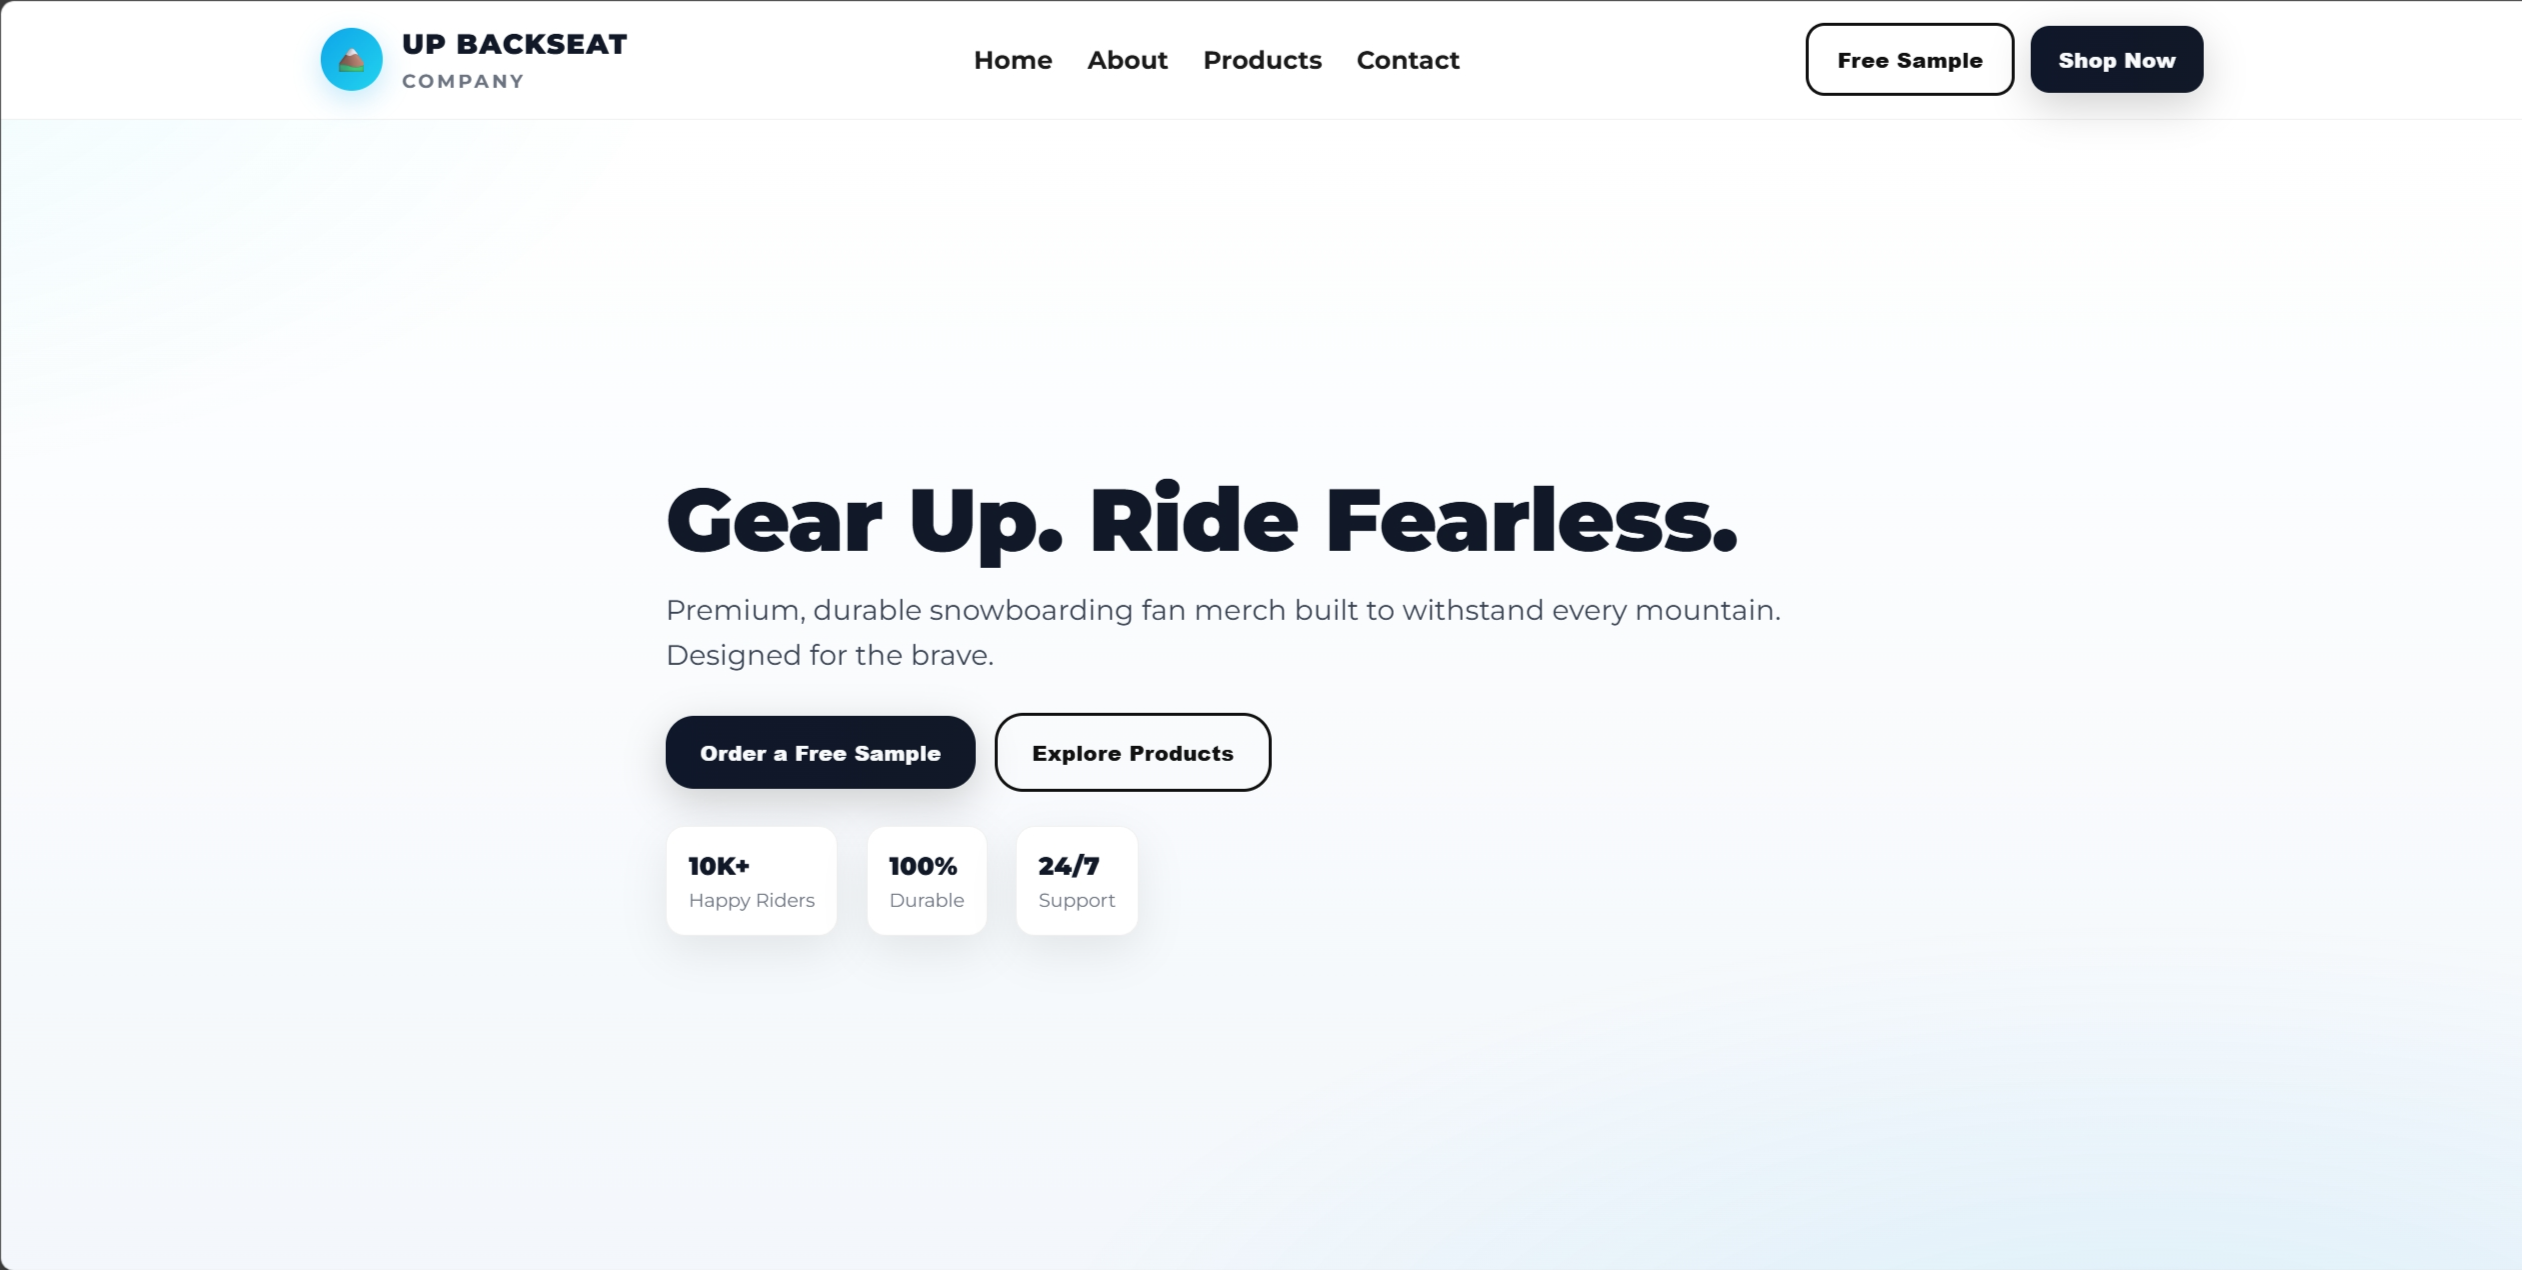 UP BACKSEAT
COMPANY
Home About Products Contact
Free Sample Shop Now
Gear Up. Ride Fearless.
Premium, durable snowboarding fan merch built to withstand every mountain.
Designed for the brave.
Order a Free Sample Explore Products
10K+ 100% 24/7
Happy Riders Durable Support